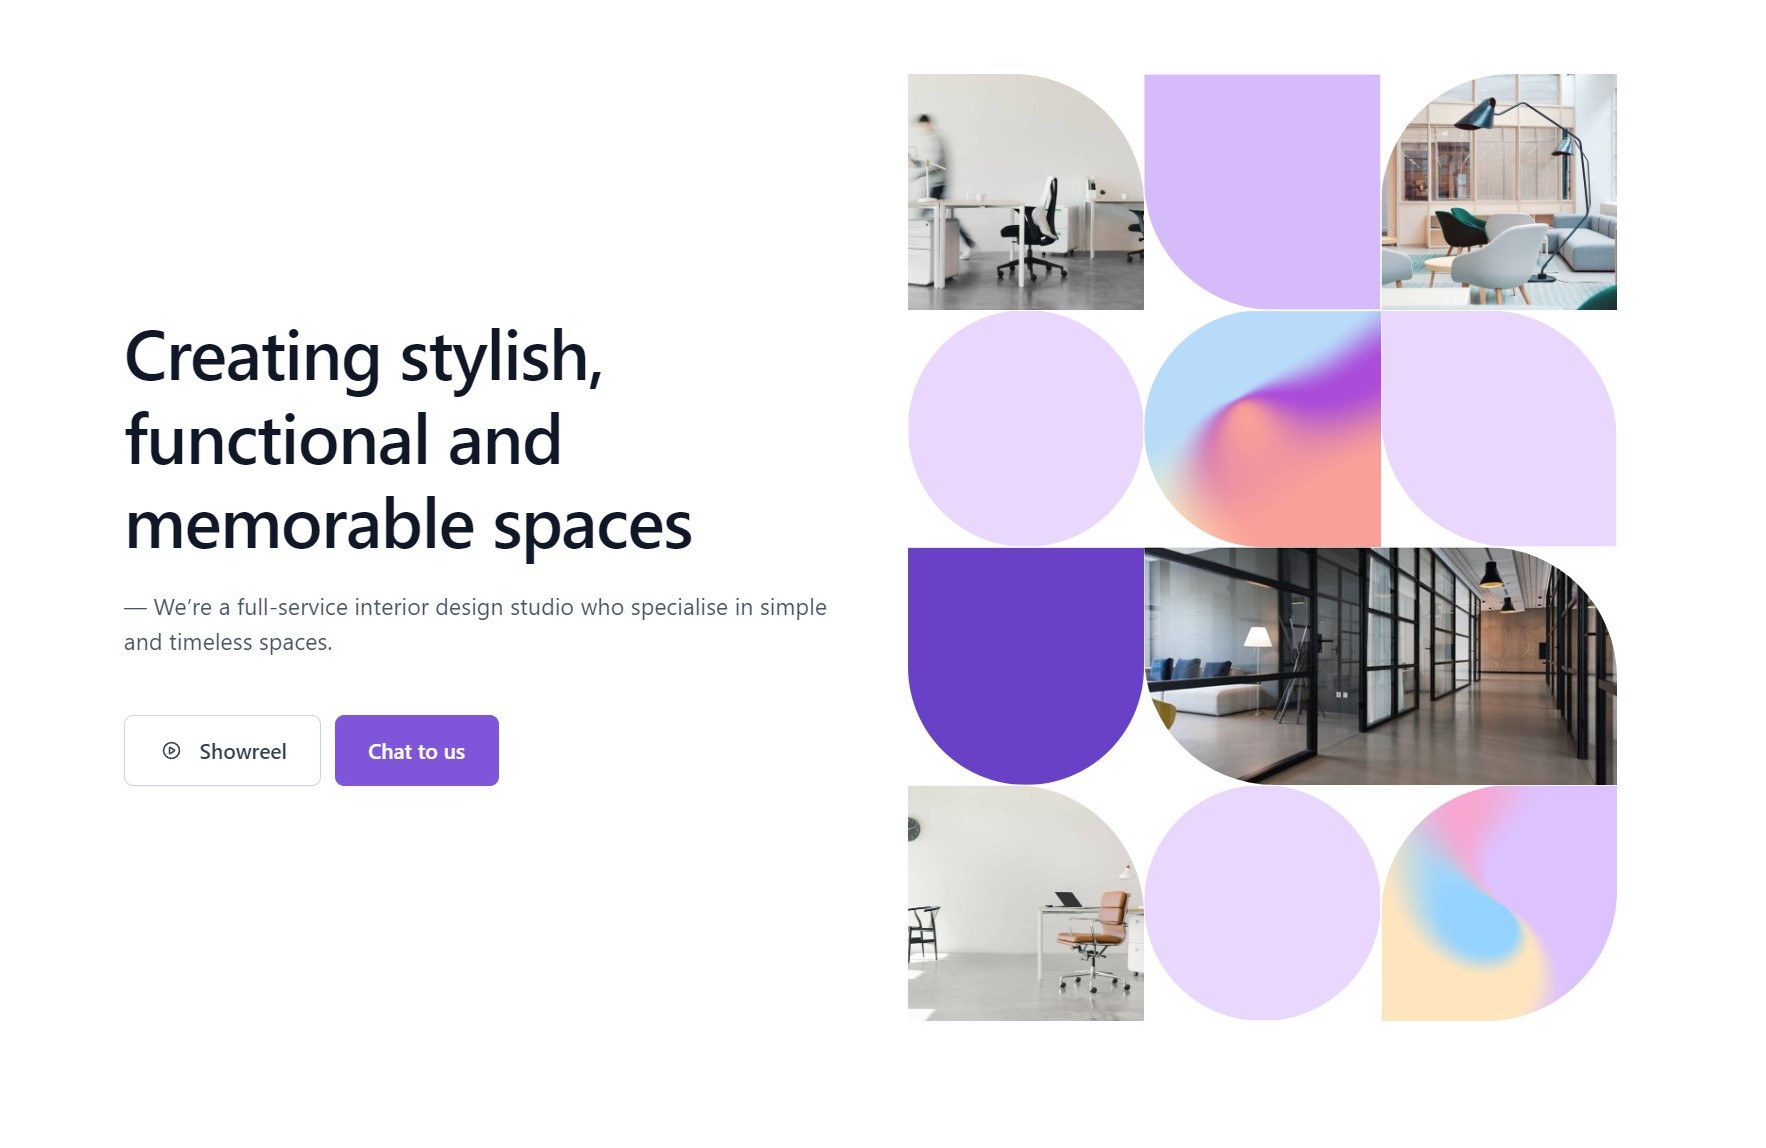 Creating stylish,
functional and
memorable spaces
— We’re a full-service interior design studio who specialise in simple
and timeless spaces.
Showreel
Chat to us